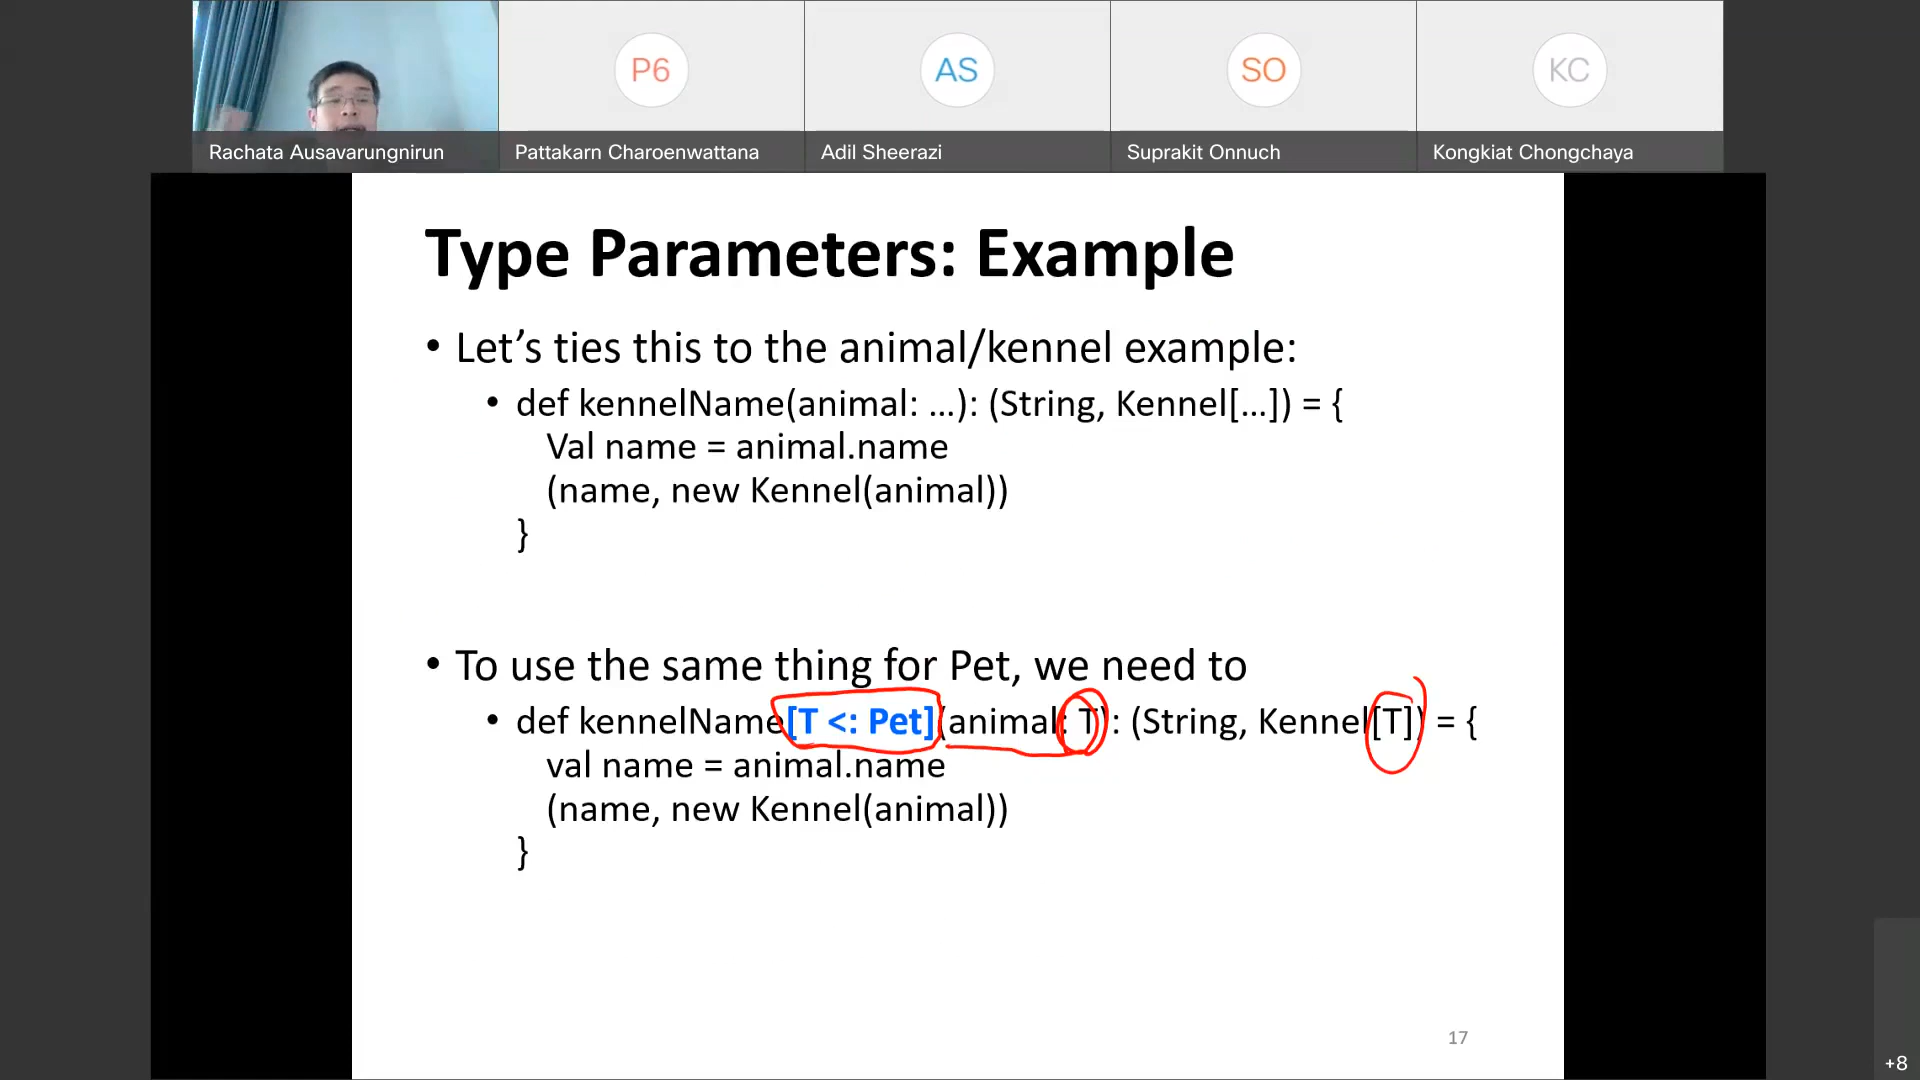 P6
AS
SO
KC
Rachata Ausavarungnirun
Pattakarn Charoenwattana
Adil Sheerazi
Suprakit Onnuch
Kongkiat Chongchaya
Type Parameters: Example
• Let’s ties this to the animal/kennel example:
• def kennelName(animal: …): (String, Kennel[…]) = {
Val name = animal.name
(name, new Kennel(animal))
}
• To use the same thing for Pet, we need to
• def kennelName[T <: Pet](animal: T): (String, Kennel[T]) = {
val name = animal.name
(name, new Kennel(animal))
}
17
+8